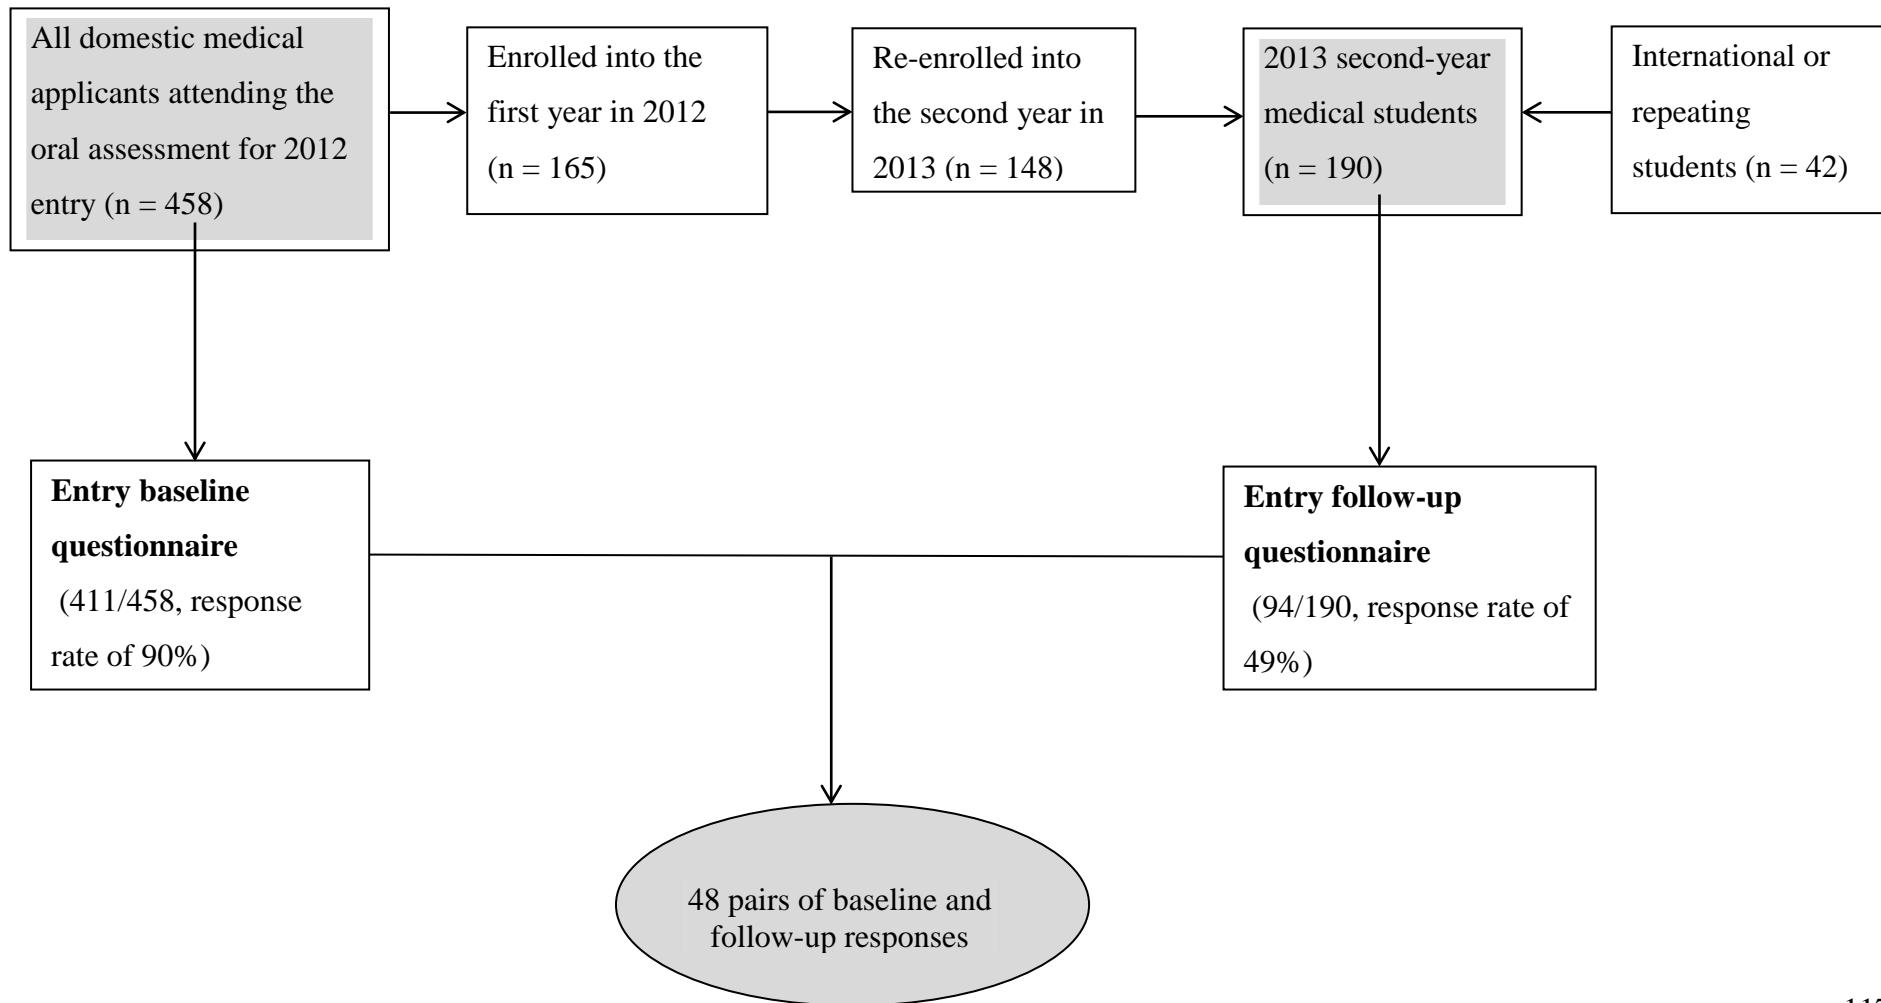 All domestic medical
applicants attending the
oral assessment for 2012
entry (n = 458)
Enrolled into the
first year in 2012
(n = 165)
Re-enrolled into
the second year in
2013 (n = 148)
2013 second-year
medical students
(n = 190)
International or
repeating
students (n = 42)
Entry baseline
questionnaire
(411/458, response
rate of 90%)
Entry follow-up
questionnaire
(94/190, response rate of
49%)
48 pairs of baseline and
follow-up responses